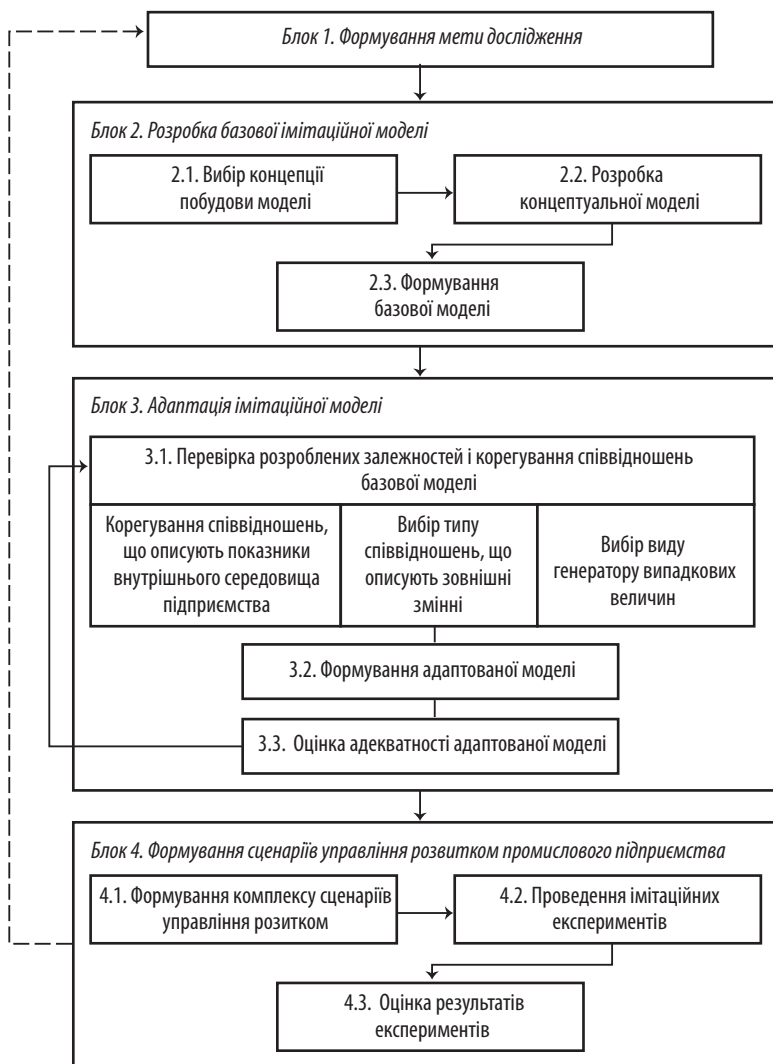 Блок 1. Формування мети дослідження
Блок 2. Розробка базової імітаційної моделі
2.1. Вибір концепції
побудови моделі
2.2. Розробка
концептуальної моделі
2.3. Формування
базової моделі
Блок 3. Адаптація імітаційної моделі
3.1. Перевірка розроблених залежностей і корегування співвідношень
базової моделі
Корегування співвідношень,
що описують показники
внутрішнього середовища
підприємства
Вибір типу
співвідношень, що
описують зовнішні
змінні
Вибір виду
генератору випадкових
величин
3.2. Формування адаптованої моделі
3.3. Оцінка адекватності адаптованої моделі
Блок 4. Формування сценаріїв управління розвитком промислового підприємства
4.1. Формування комплексу сценаріїв
управління розитком
4.2. Проведення імітаційних
експериментів
4.3. Оцінка результатів
експериментів